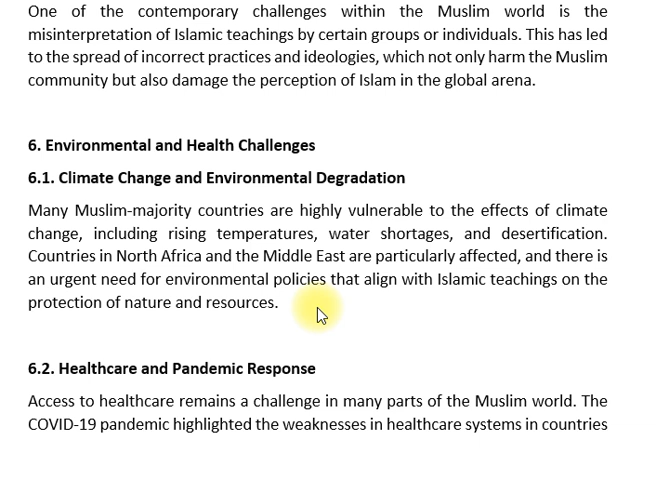 One of the contemporary challenges within the Muslim world is the
misinterpretation of Islamic teachings by certain groups or individuals. This has led
to the spread of incorrect practices and ideologies, which not only harm the Muslim
community but also damage the perception of Islam in the global arena.
6. Environmental and Health Challenges
6.1. Climate Change and Environmental Degradation
Many Muslim-majority countries are highly vulnerable to the effects of climate
change, including rising temperatures, water shortages, and desertification.
Countries in North Africa and the Middle East are particularly affected, and there is
an urgent need for environmental policies that align with Islamic teachings on the
protection of nature and resources.
6.2. Healthcare and Pandemic Response
Access to healthcare remains a challenge in many parts of the Muslim world. The
COVID-19 pandemic highlighted the weaknesses in healthcare systems in countries